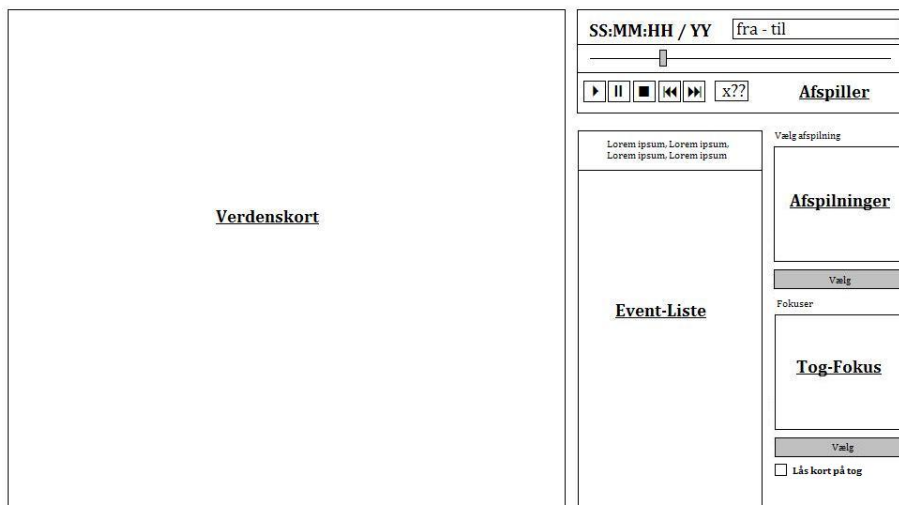 SS:MM:HH / YY
fra - til
x??
Afspiller
Verdenskort
Lorem ipsum, Lorem ipsum,
Lorem ipsum, Lorem ipsum
Event-Liste
Vælg afspilning
Afspilninger
Vælg
Fokuser
Tog-Fokus
Vælg
Lås kort på tog